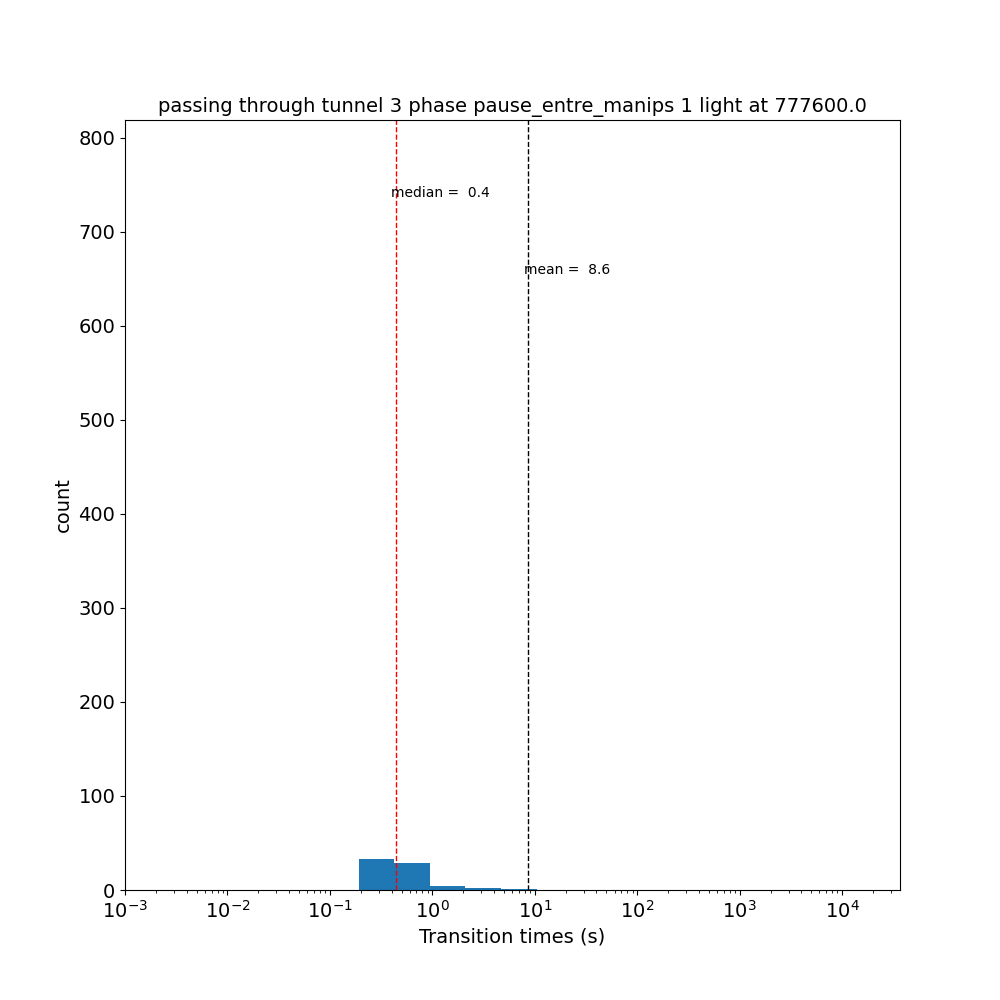 passing through tunnel 3 phase pause_entre_manips 1 light at 777600.0
800
median =  0.4
700
mean =  8.6
600
500
count
400
300
200
100
0
10⁻³ 10⁻² 10⁻¹ 10⁰ 10¹ 10² 10³ 10⁴
Transition times (s)